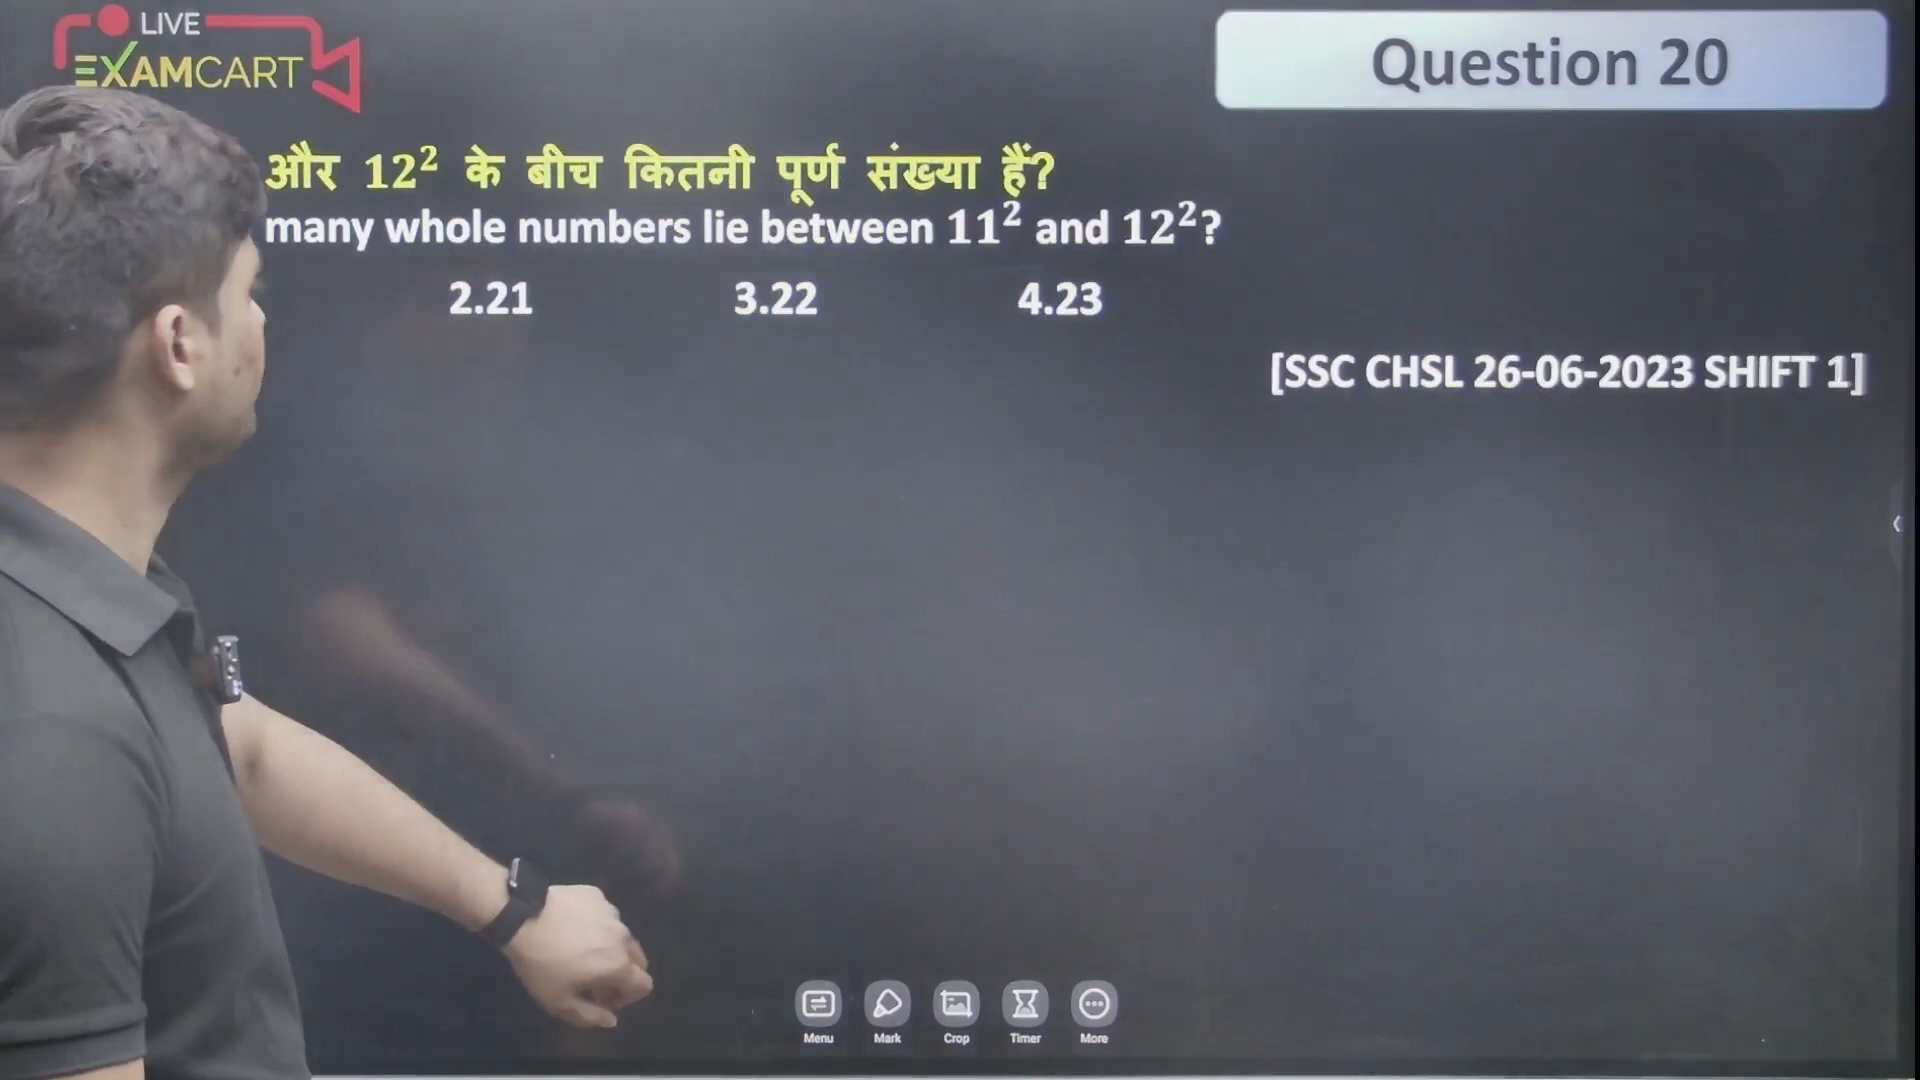 LIVE
EXAMCART
Question 20
और 12² के बीच कितनी पूर्ण संख्या हैं?
many whole numbers lie between 11² and 12²?
2.21 3.22 4.23
[SSC CHSL 26-06-2023 SHIFT 1]
Menu Mark Crop Timer More